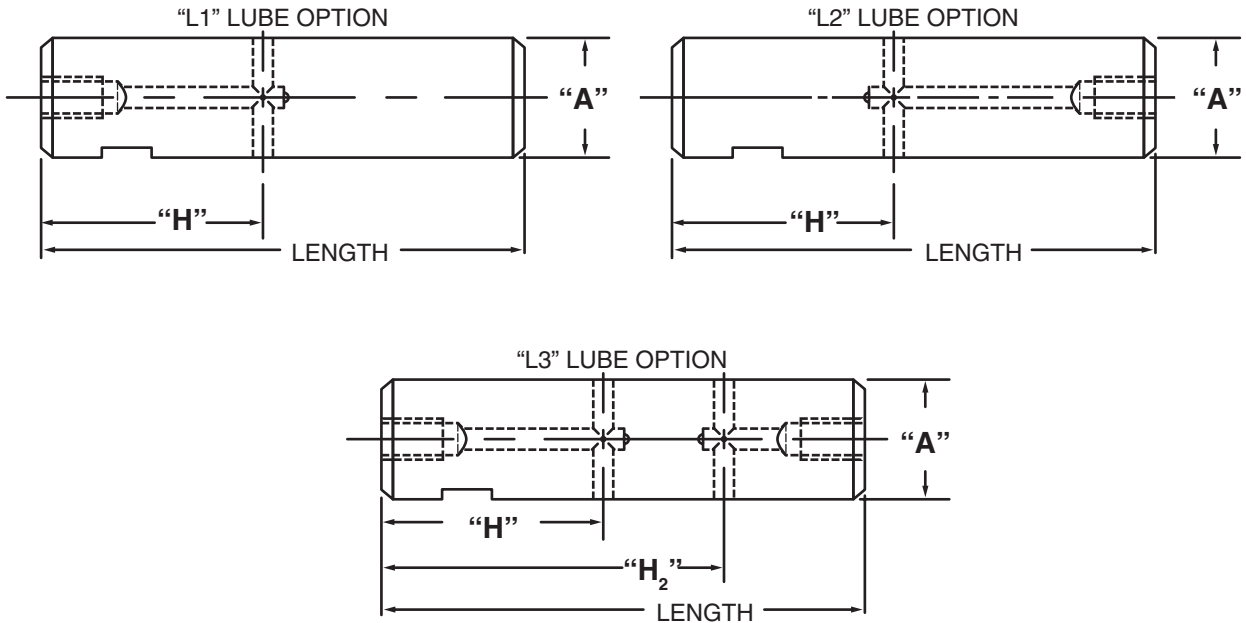 “L1” LUBE OPTION
“L2” LUBE OPTION
“A”
“A”
“H”
“H”
LENGTH
LENGTH
“L3” LUBE OPTION
“A”
“H”
“H₂”
LENGTH